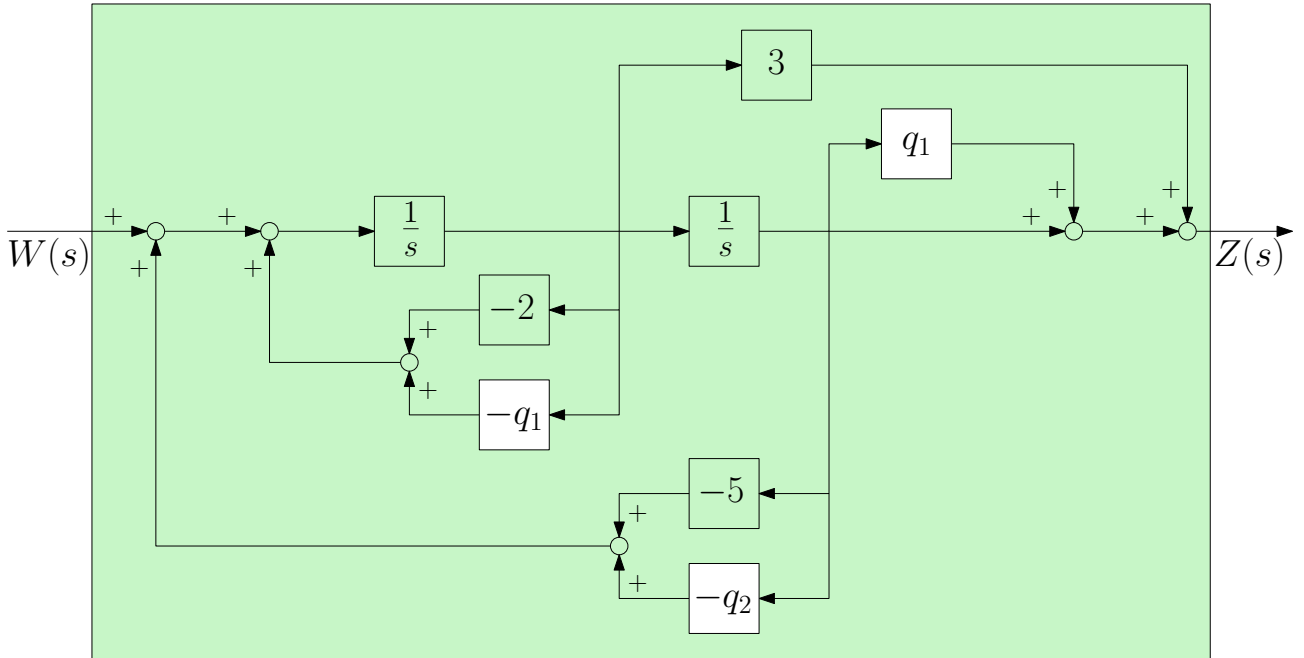 3
q₁
+ + 1/s 1/s + + + +
W(s) + + Z(s)
−2
+
+
−q₁
−5
+
+
−q₂